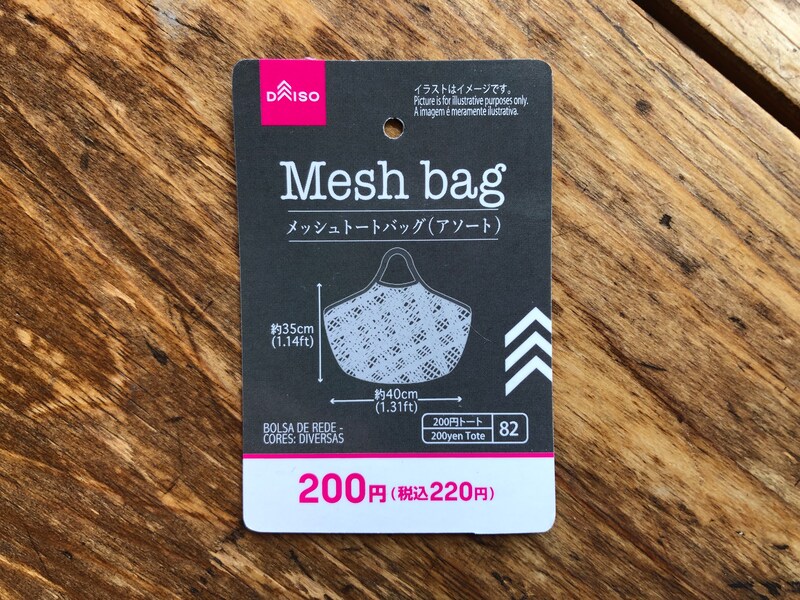 DAISO
イラストはイメージです。
Picture is for illustrative purposes only.
A imagem é meramente ilustrativa.
Mesh bag
メッシュトートバッグ(アソート)
約35cm
(1.14ft)
約40cm
(1.31ft)
BOLSA DE REDE -
CORES: DIVERSAS
200円トート
200yen Tote
82
200円(税込220円)